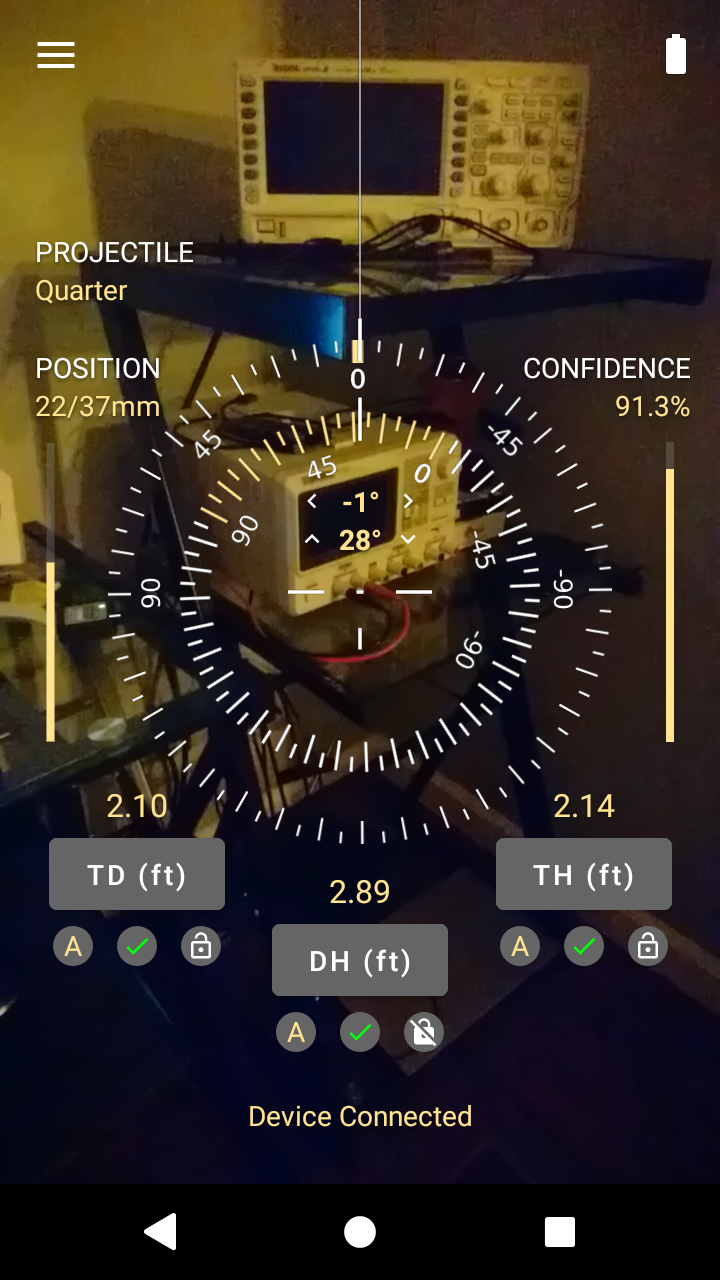 RIGOL
PROJECTILE
Quarter
POSITION
22/37mm
CONFIDENCE
91.3%
0
45
-45
45
0
-1°
90
28°
-45
90
-90
-90
2.10
2.14
TD (ft)
TH (ft)
2.89
A
A
DH (ft)
A
Device Connected